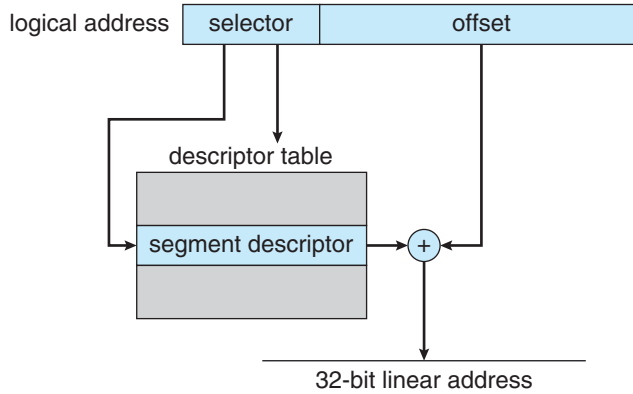 logical address selector offset
descriptor table
segment descriptor +
32-bit linear address